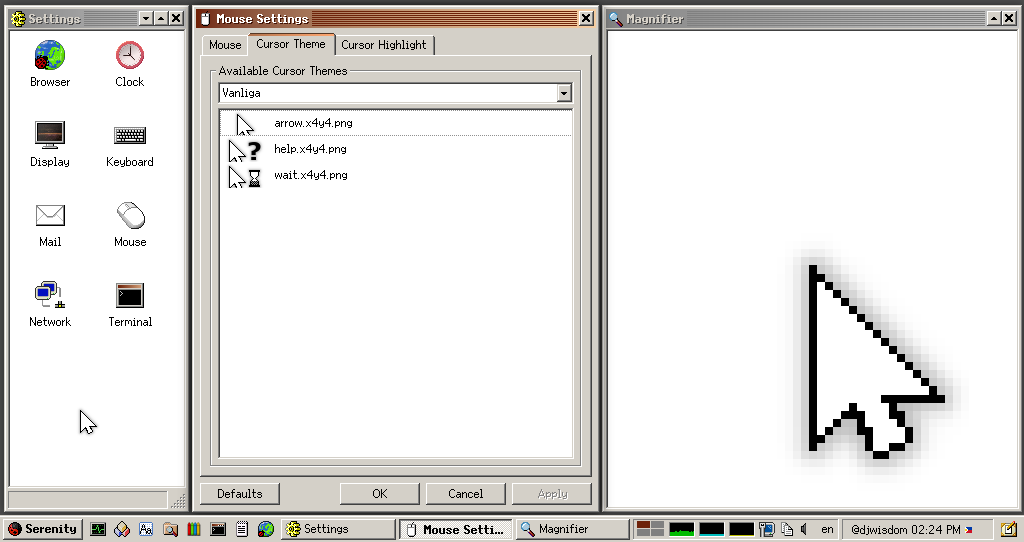 Settings
Browser
Clock
Display
Keyboard
Mail
Mouse
Network
Terminal
Mouse Settings
Mouse
Cursor Theme
Cursor Highlight
Available Cursor Themes
Vanliga
arrow.x4y4.png
help.x4y4.png
wait.x4y4.png
Defaults
OK
Cancel
Apply
Magnifier
Serenity
Aa
Settings
Mouse Setti...
Magnifier
en
@djwisdom 02:24 PM